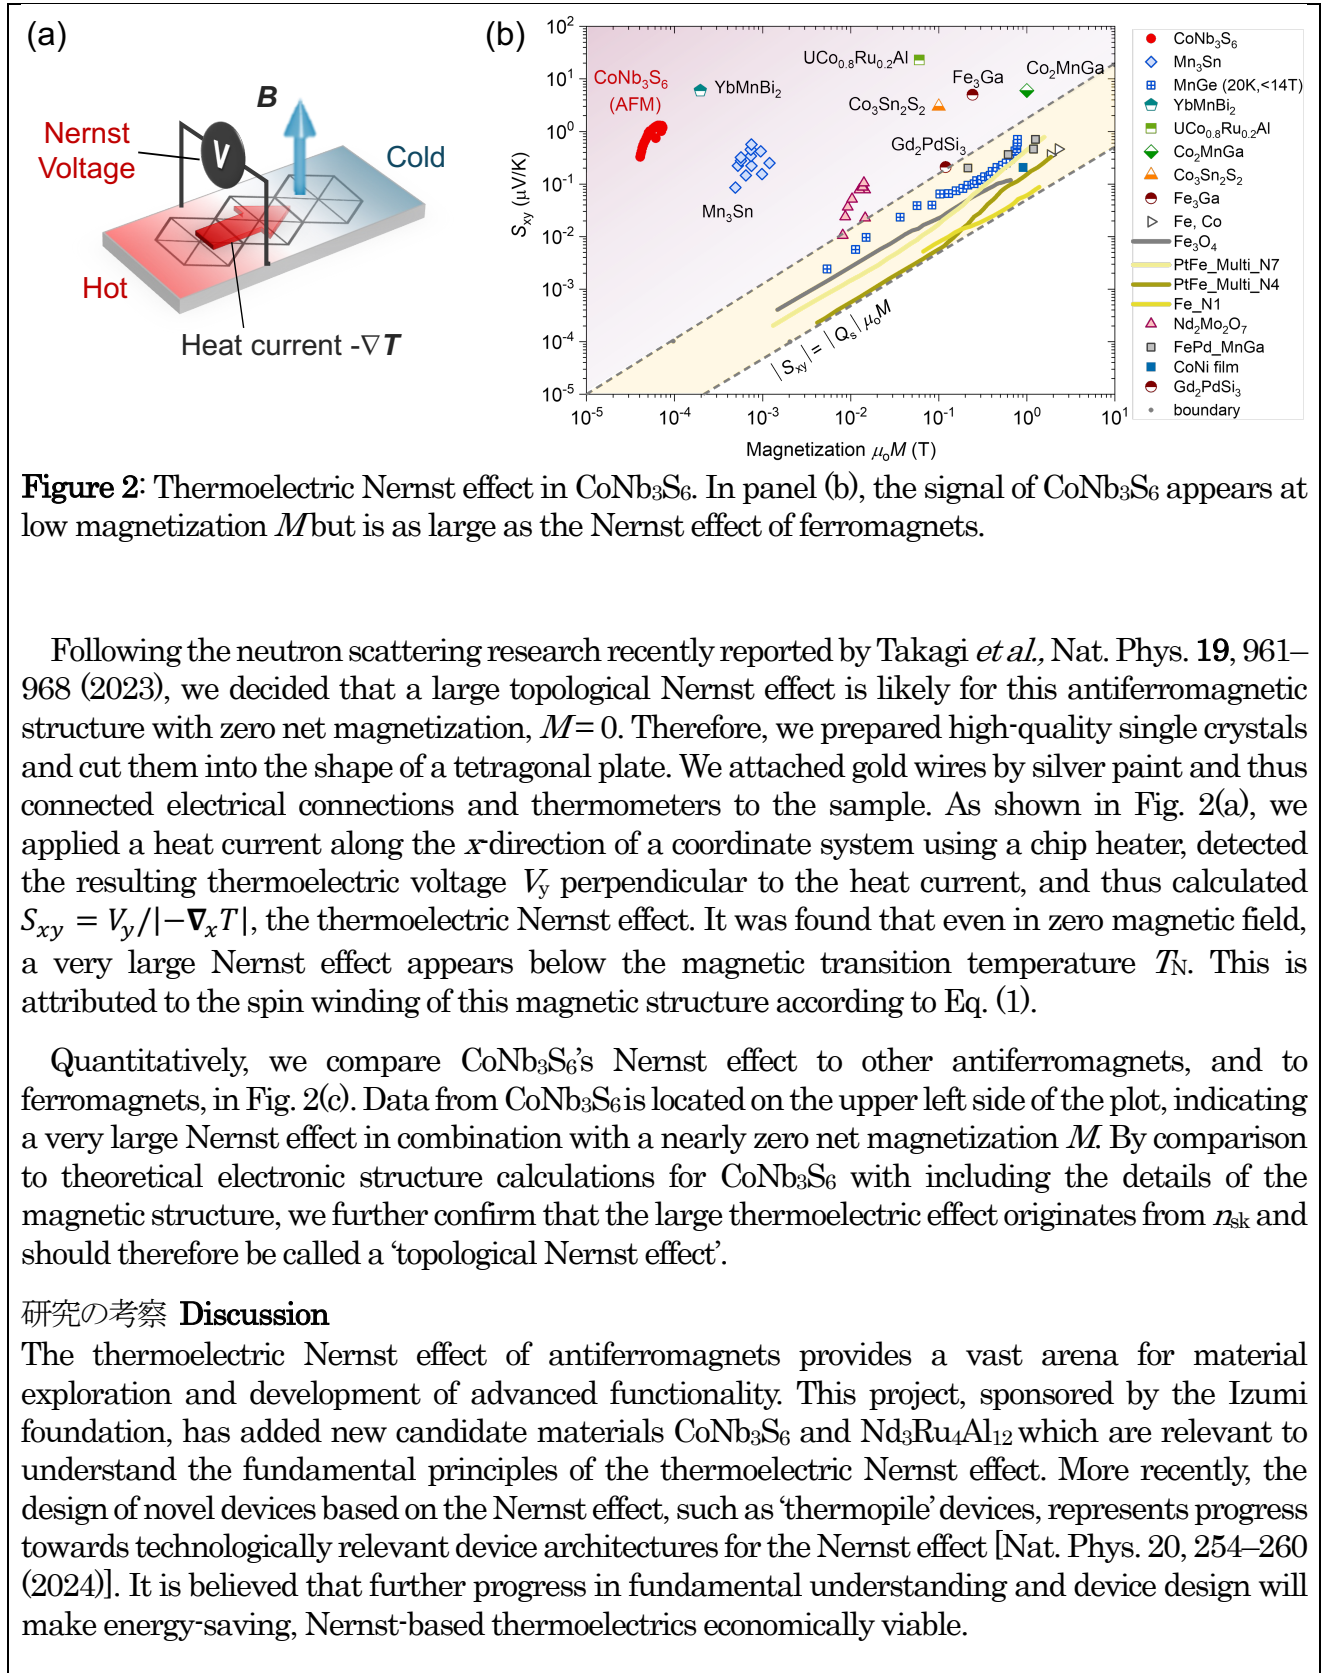 (a)
Nernst
Voltage
V
B
Cold
Hot
Heat current -∇T
(b)
S_xy (μV/K)
10²
10¹
10⁰
10⁻¹
10⁻²
10⁻³
10⁻⁴
10⁻⁵
10⁻⁵ 10⁻⁴ 10⁻³ 10⁻² 10⁻¹ 10⁰ 10¹
Magnetization μ₀M (T)
CoNb₃S₆
(AFM)
YbMnBi₂
UCo₀.₈Ru₀.₂Al
Fe₃Ga
Co₂MnGa
Co₃Sn₂S₂
Gd₂PdSi₃
Mn₃Sn
|S_xy| = |Q_s| μ₀M
CoNb₃S₆
Mn₃Sn
MnGe (20K,<14T)
YbMnBi₂
UCo₀.₈Ru₀.₂Al
Co₂MnGa
Co₃Sn₂S₂
Fe₃Ga
Fe, Co
Fe₃O₄
PtFe_Multi_N7
PtFe_Multi_N4
Fe_N1
Nd₂Mo₂O₇
FePd_MnGa
CoNi film
Gd₂PdSi₃
boundary
Figure 2: Thermoelectric Nernst effect in CoNb₃S₆. In panel (b), the signal of CoNb₃S₆ appears at
low magnetization M but is as large as the Nernst effect of ferromagnets.
Following the neutron scattering research recently reported by Takagi et al., Nat. Phys. 19, 961–
968 (2023), we decided that a large topological Nernst effect is likely for this antiferromagnetic
structure with zero net magnetization, M = 0. Therefore, we prepared high-quality single crystals
and cut them into the shape of a tetragonal plate. We attached gold wires by silver paint and thus
connected electrical connections and thermometers to the sample. As shown in Fig. 2(a), we
applied a heat current along the x-direction of a coordinate system using a chip heater, detected
the resulting thermoelectric voltage V_y perpendicular to the heat current, and thus calculated
S_xy = V_y/|−∇_xT|, the thermoelectric Nernst effect. It was found that even in zero magnetic field,
a very large Nernst effect appears below the magnetic transition temperature T_N. This is
attributed to the spin winding of this magnetic structure according to Eq. (1).
Quantitatively, we compare CoNb₃S₆'s Nernst effect to other antiferromagnets, and to
ferromagnets, in Fig. 2(c). Data from CoNb₃S₆ is located on the upper left side of the plot, indicating
a very large Nernst effect in combination with a nearly zero net magnetization M. By comparison
to theoretical electronic structure calculations for CoNb₃S₆ with including the details of the
magnetic structure, we further confirm that the large thermoelectric effect originates from n_sk and
should therefore be called a 'topological Nernst effect'.
研究の考察 Discussion
The thermoelectric Nernst effect of antiferromagnets provides a vast arena for material
exploration and development of advanced functionality. This project, sponsored by the Izumi
foundation, has added new candidate materials CoNb₃S₆ and Nd₃Ru₄Al₁₂ which are relevant to
understand the fundamental principles of the thermoelectric Nernst effect. More recently, the
design of novel devices based on the Nernst effect, such as 'thermopile' devices, represents progress
towards technologically relevant device architectures for the Nernst effect [Nat. Phys. 20, 254–260
(2024)]. It is believed that further progress in fundamental understanding and device design will
make energy-saving, Nernst-based thermoelectrics economically viable.